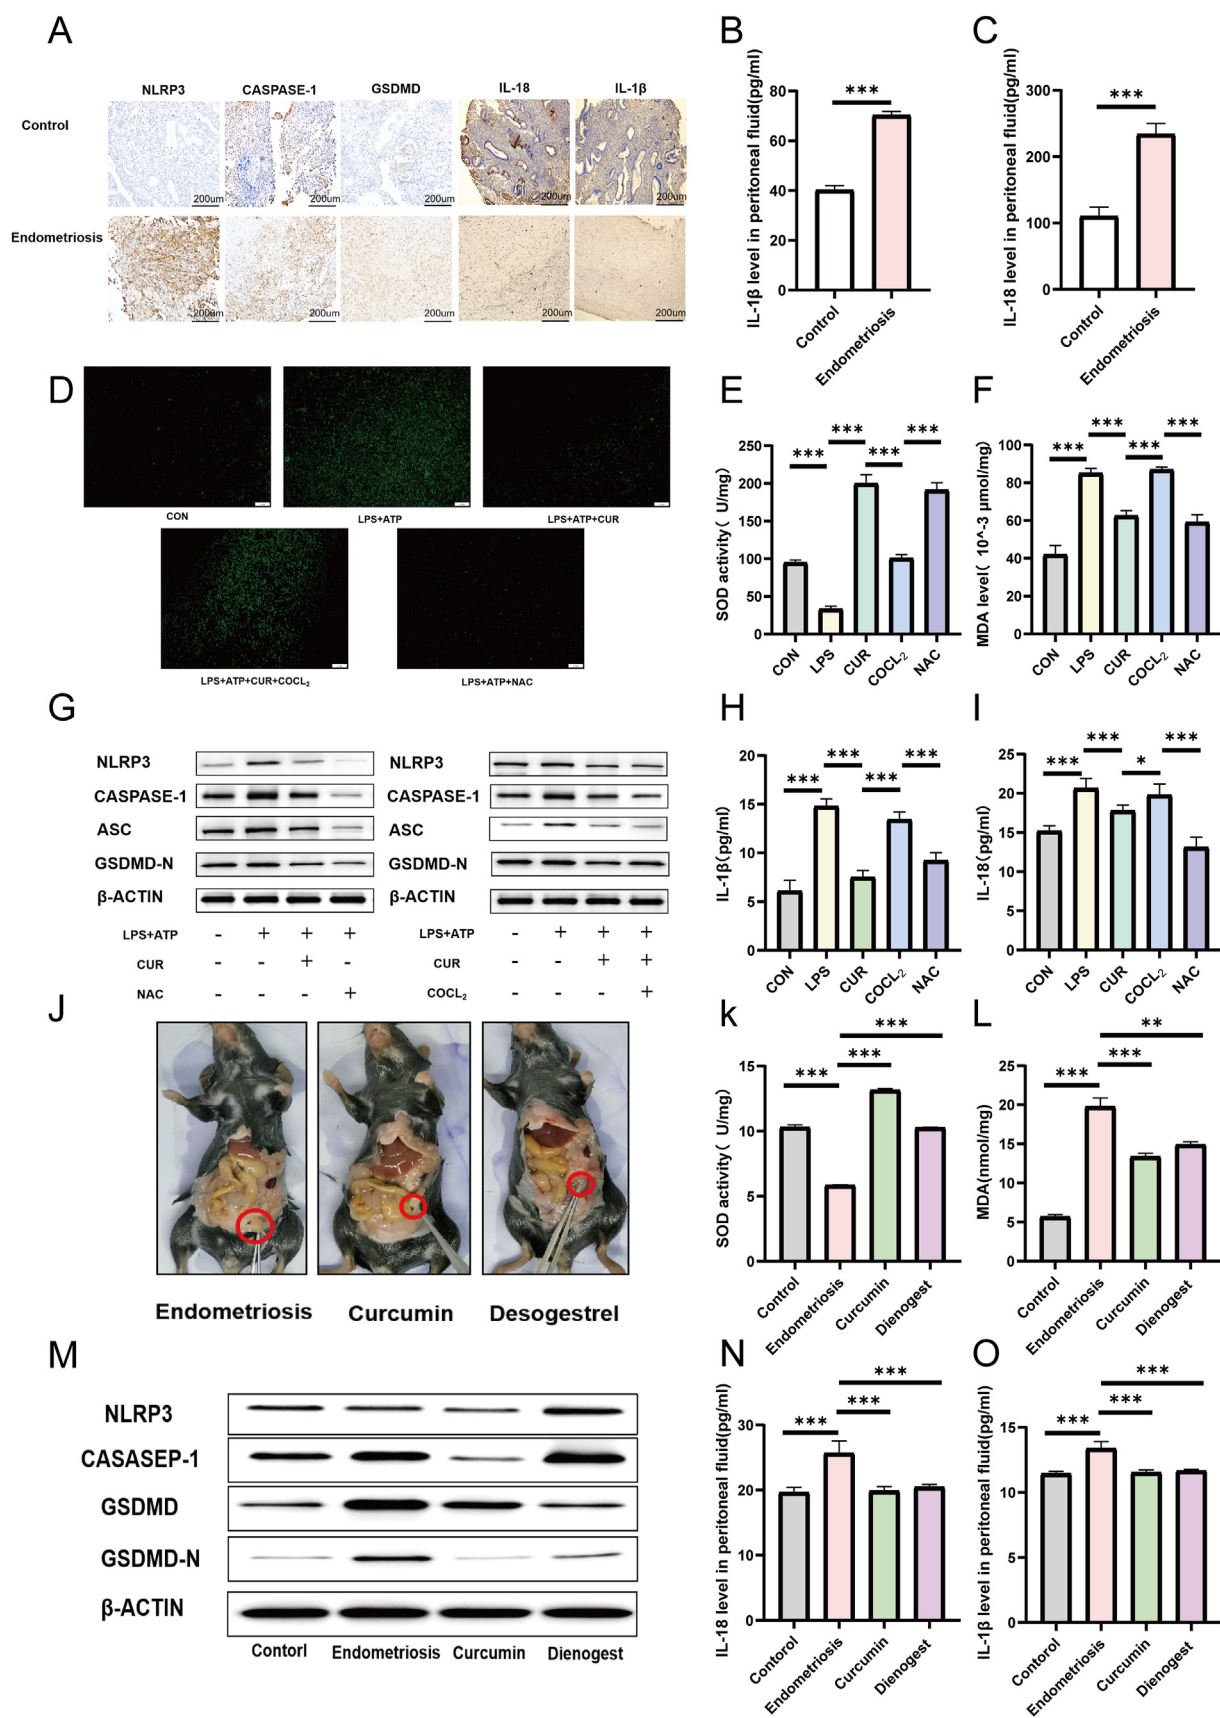 A
NLRP3 CASPASE-1 GSDMD IL-18 IL-1β
Control
200um 200um 200um 200um 200um
Endometriosis
200um 200um 200um 200um 200um
B
IL-1β level in peritoneal fluid(pg/ml)
80
60
40
20
0
***
Control
Endometriosis
C
IL-18 level in peritoneal fluid(pg/ml)
300
200
100
0
***
Control
Endometriosis
D
CON
LPS+ATP
LPS+ATP+CUR
LPS+ATP+CUR+COCL₂
LPS+ATP+NAC
E
SOD activity( U/mg)
250
200
150
100
50
0
*** *** *** ***
CON LPS CUR COCL₂ NAC
F
MDA level( 10^-3 μmol/mg)
100
80
60
40
20
0
*** *** *** ***
CON LPS CUR COCL₂ NAC
G
NLRP3
CASPASE-1
ASC
GSDMD-N
β-ACTIN
LPS+ATP - + + +
CUR - - + -
NAC - - - +
NLRP3
CASPASE-1
ASC
GSDMD-N
β-ACTIN
LPS+ATP - + + +
CUR - - + +
COCL₂ - - - +
H
IL-1β(pg/ml)
20
15
10
5
0
*** *** *** ***
CON LPS CUR COCL₂ NAC
I
IL-18(pg/ml)
25
20
15
10
5
0
*** *** * ***
CON LPS CUR COCL₂ NAC
J
Endometriosis Curcumin Desogestrel
k
SOD activity( U/mg)
15
10
5
0
*** *** ***
Control Endometriosis Curcumin Dienogest
L
MDA(nmol/mg)
25
20
15
10
5
0
*** *** **
Control Endometriosis Curcumin Dienogest
M
NLRP3
CASASEP-1
GSDMD
GSDMD-N
β-ACTIN
Contorl Endometriosis Curcumin Dienogest
N
IL-18 level in peritoneal fluid(pg/ml)
30
20
10
0
*** *** ***
Contorol Endometriosis Curcumin Dienogest
O
IL-1β level in peritoneal fluid(pg/ml)
15
10
5
0
*** *** ***
Control Endometriosis Curcumin Dienogest